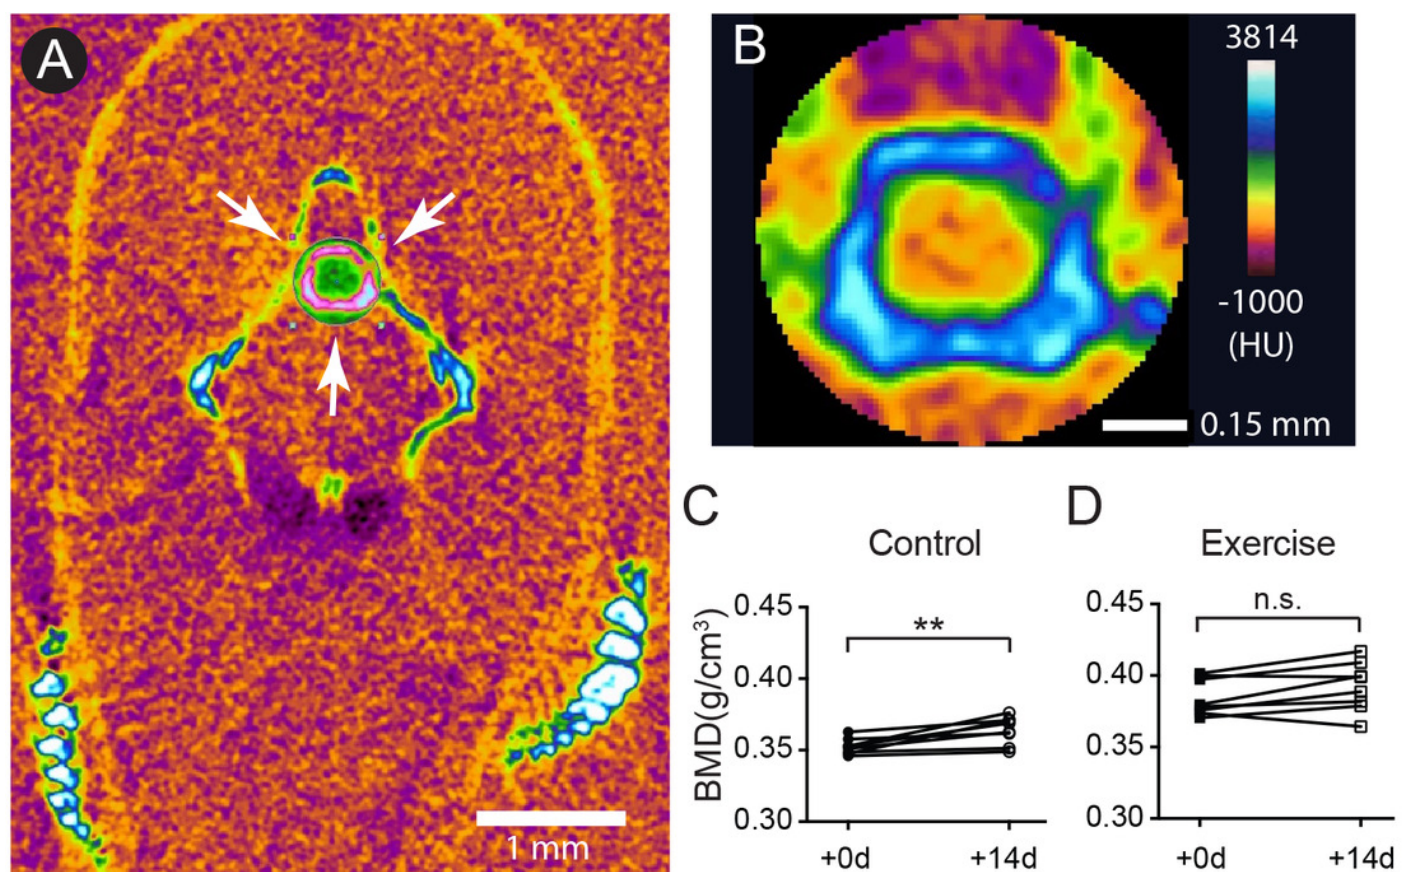 A
1 mm
B
3814
-1000
(HU)
0.15 mm
C
Control
BMD(g/cm³)
0.45
0.40
0.35
0.30
**
+0d
+14d
D
Exercise
0.45
0.40
0.35
0.30
n.s.
+0d
+14d